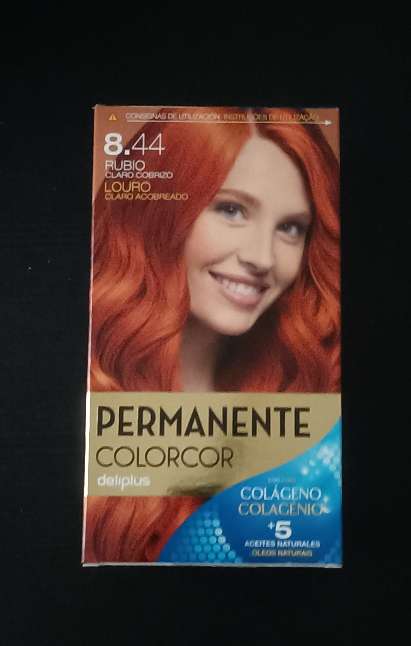 CONSIGNAS DE UTILIZACIÓN. INSTRUÇÕES DE UTILIZAÇÃO
8.44
RUBIO
CLARO COBRIZO
LOURO
CLARO ACOBREADO
PERMANENTE
COLORCOR
deliplus
COLÁGENO
COLAGÉNIO
+5
ACEITES NATURALES
ÓLEOS NATURAIS